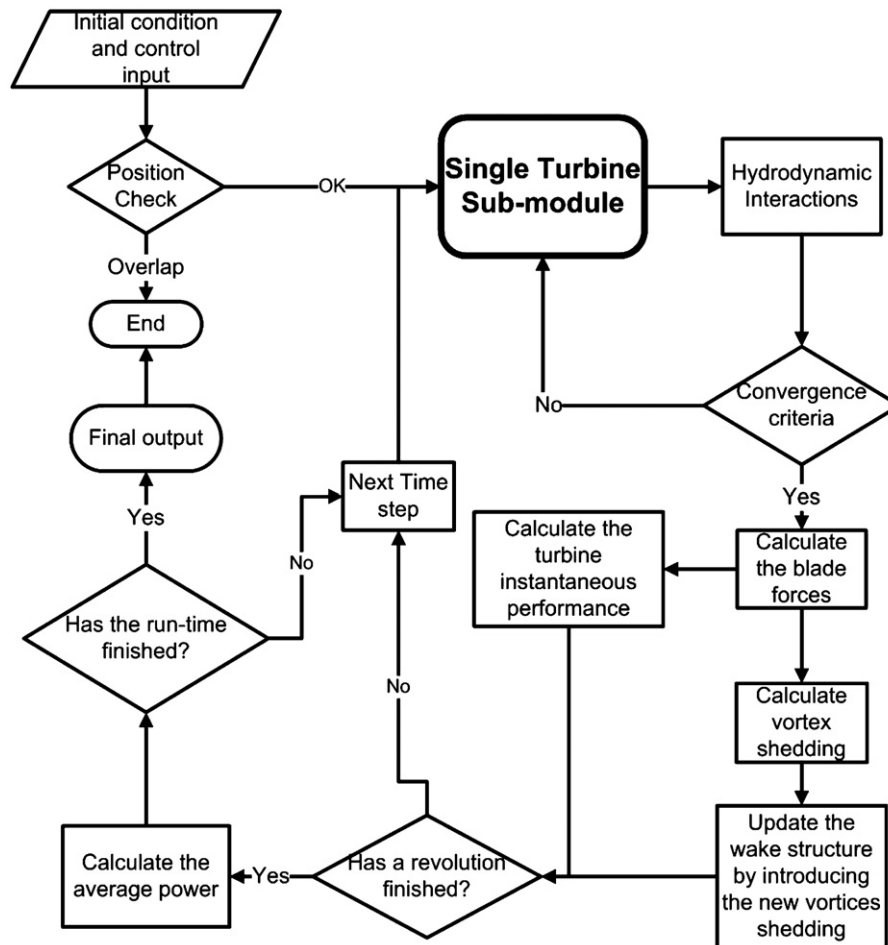 Initial condition
and control
input
Position
Check
OK
Single Turbine
Sub-module
Hydrodynamic
Interactions
Overlap
End
Convergence
criteria
No
Final output
Yes
Next Time
step
Yes
No
Calculate the
turbine
instantaneous
performance
Calculate
the blade
forces
Has the run-time
finished?
No
Calculate
vortex
shedding
Calculate the
average power
Yes
Has a revolution
finished?
Update the
wake structure
by introducing
the new vortices
shedding